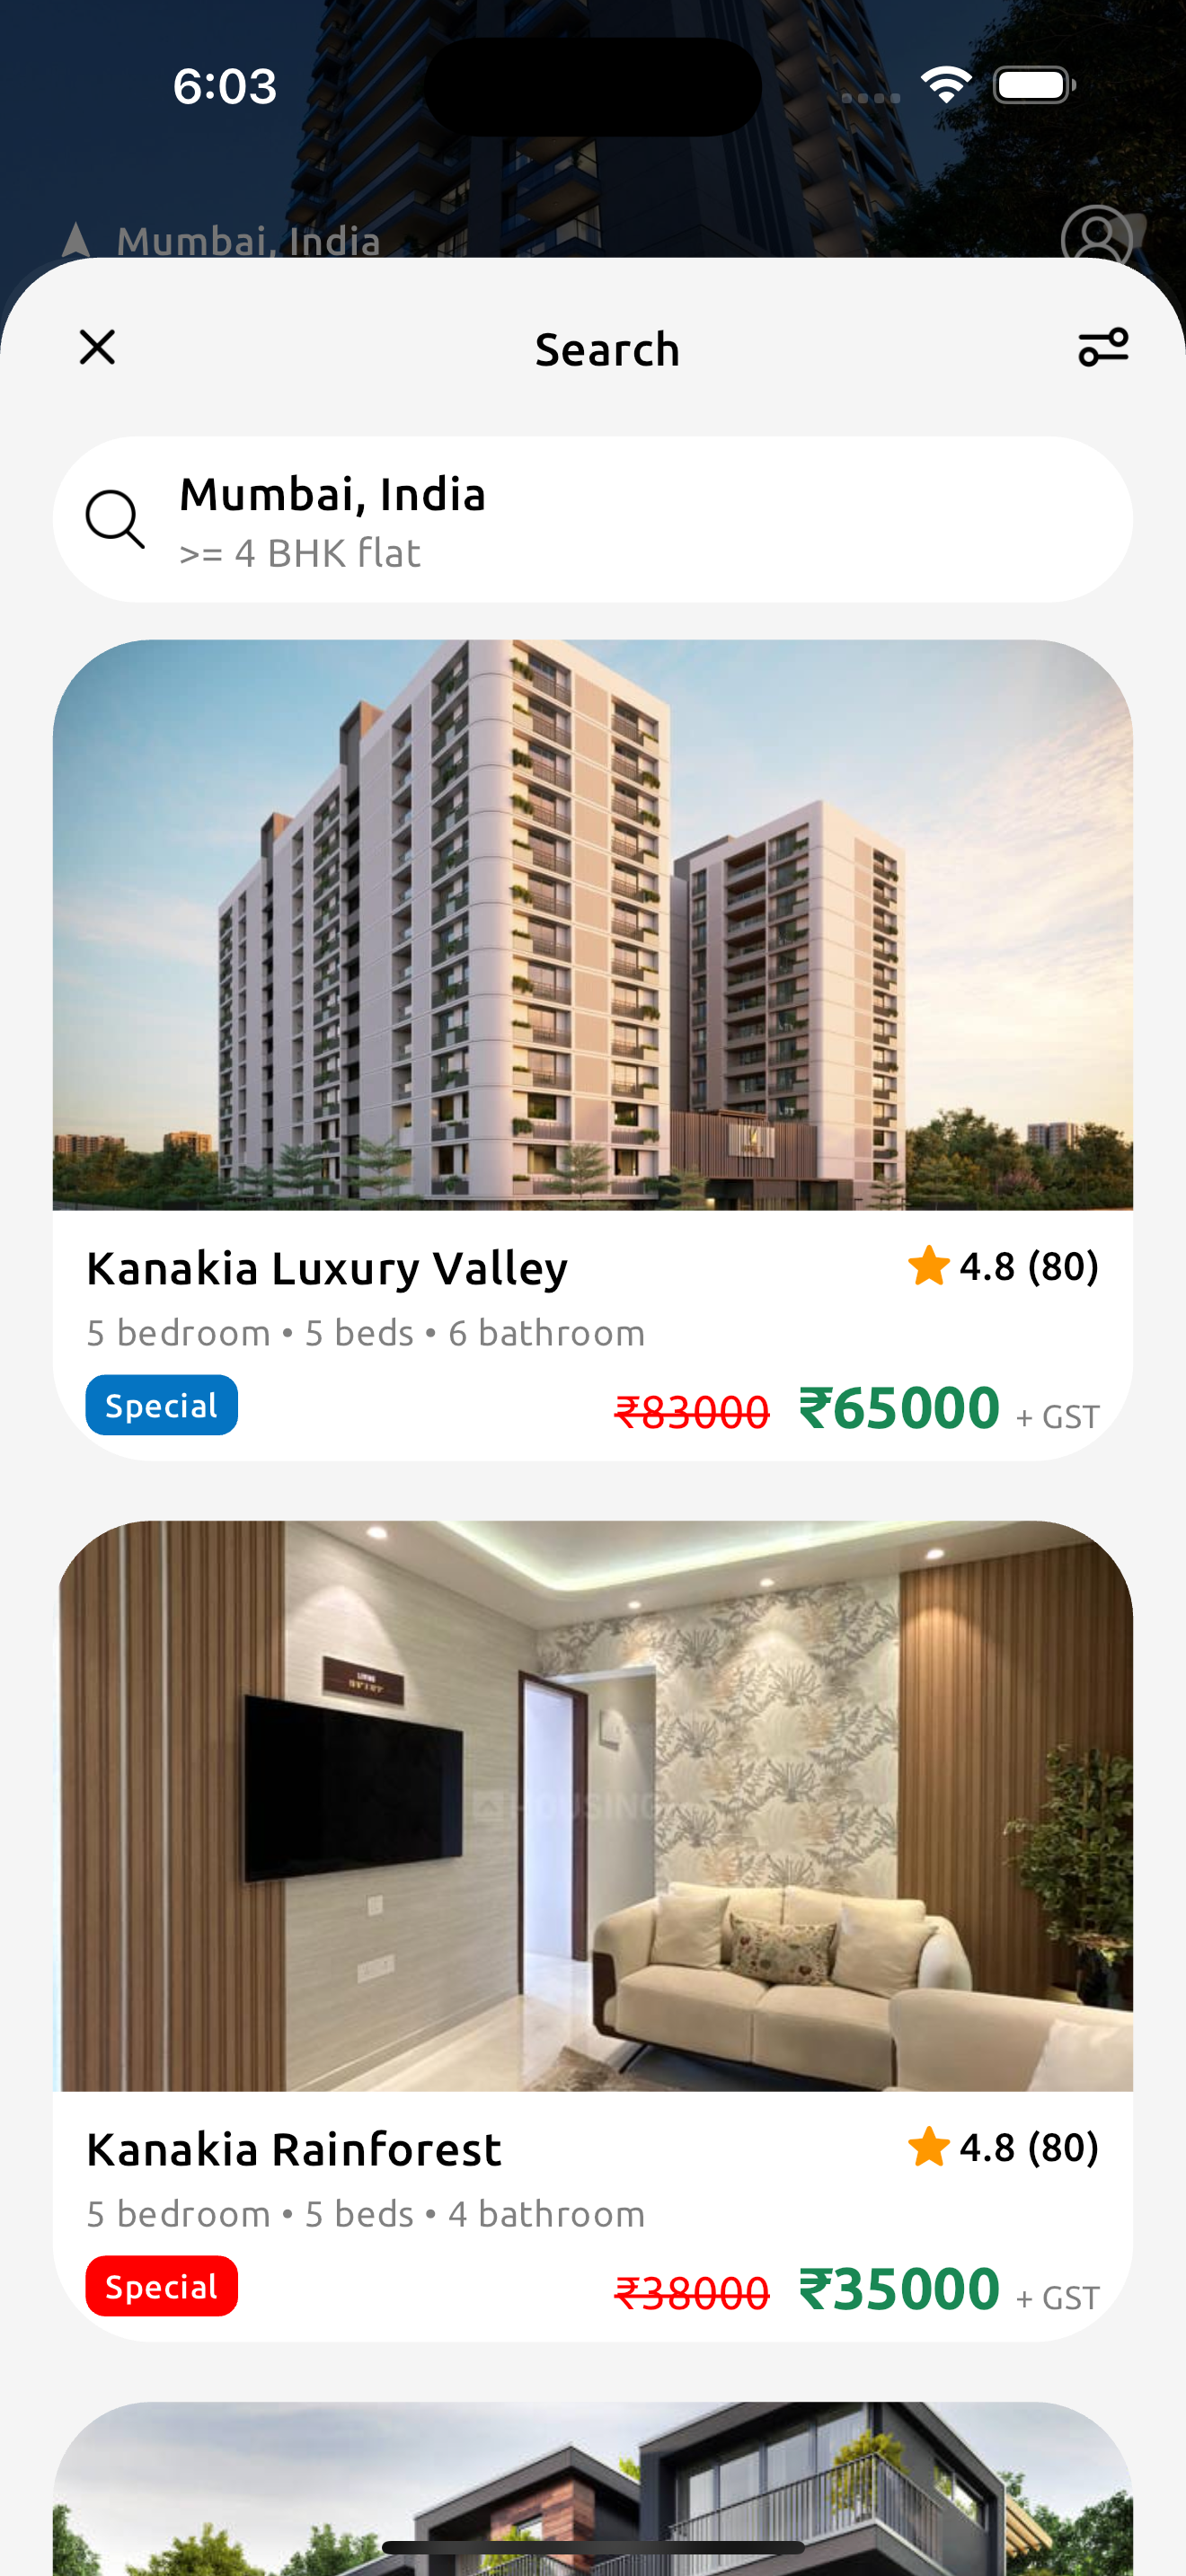 6:03
Mumbai, India
Search
Mumbai, India
>= 4 BHK flat
Kanakia Luxury Valley
4.8 (80)
5 bedroom • 5 beds • 6 bathroom
Special
₹83000 ₹65000 + GST
LIVING
HOUSING
Kanakia Rainforest
4.8 (80)
5 bedroom • 5 beds • 4 bathroom
Special
₹38000 ₹35000 + GST